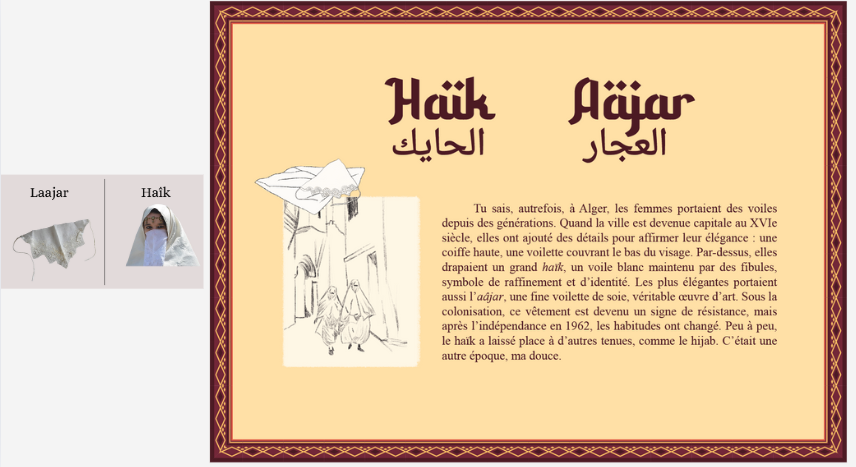 Laajar
Haîk
Haïk
Aäjar
الحايك
العجار
Tu sais, autrefois, à Alger, les femmes portaient des voiles
depuis des générations. Quand la ville est devenue capitale au XVIe
siècle, elles ont ajouté des détails pour affirmer leur élégance : une
coiffe haute, une voilette couvrant le bas du visage. Par-dessus, elles
drapaient un grand haïk, un voile blanc maintenu par des fibules,
symbole de raffinement et d’identité. Les plus élégantes portaient
aussi l’aâjar, une fine voilette de soie, véritable œuvre d’art. Sous la
colonisation, ce vêtement est devenu un signe de résistance, mais
après l’indépendance en 1962, les habitudes ont changé. Peu à peu,
le haïk a laissé place à d’autres tenues, comme le hijab. C’était une
autre époque, ma douce.